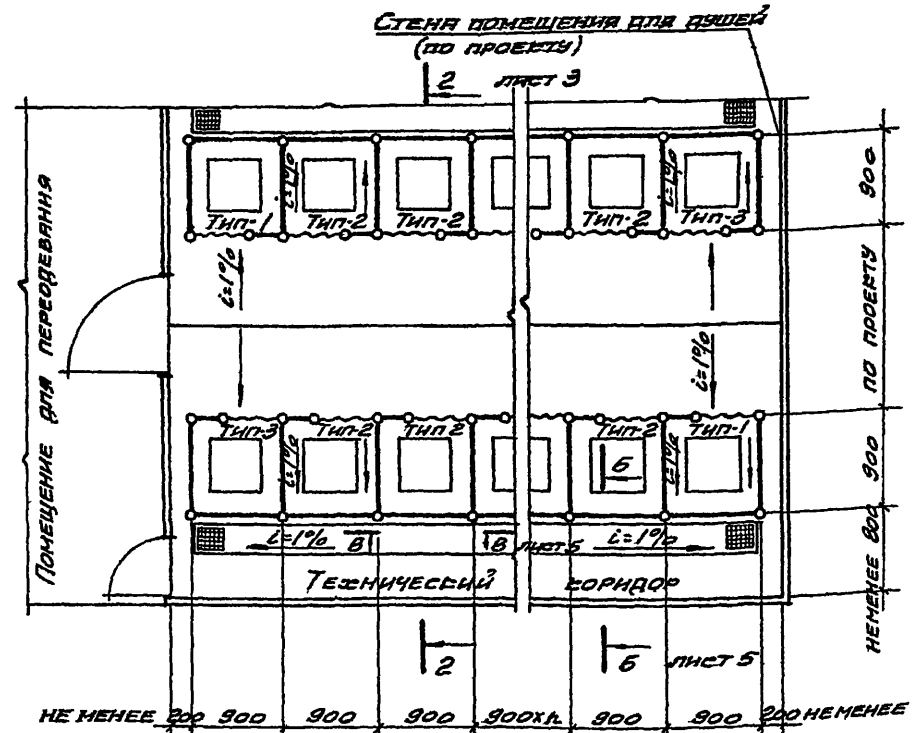 Стена помещения для душей
(по проекту)
2 лист 3
i=1% i=1%
Тип-1 Тип-2 Тип-2 Тип-2 Тип-3
900
Помещение для переодевания
i=1%
i=1%
по проекту
Тип-3 Тип-2 Тип 2 Тип-2 Тип-1
i=1% Б i=1%
900
i=1% В В лист 5 i=1%
Технический коридор
не менее 800
2 Б лист 5
не менее 200 900 900 900 900хn 900 900 200 не менее